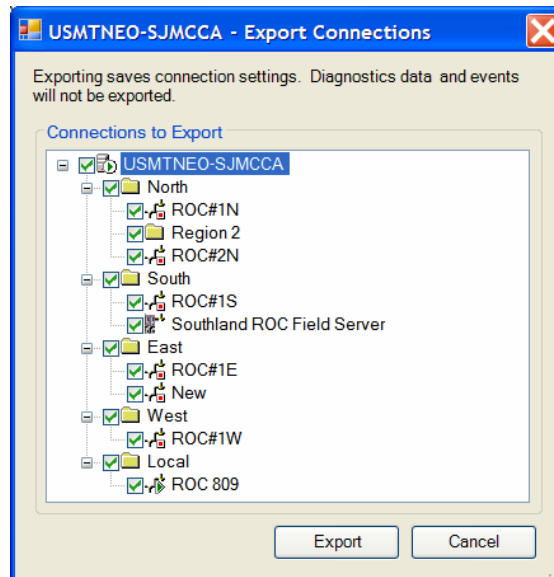 USMTNEO-SJMCCA - Export Connections
Exporting saves connection settings.  Diagnostics data  and events
will not be exported.
Connections to Export
USMTNEO-SJMCCA
North
ROC#1N
Region 2
ROC#2N
South
ROC#1S
Southland ROC Field Server
East
ROC#1E
New
West
ROC#1W
Local
ROC 809
Export Cancel